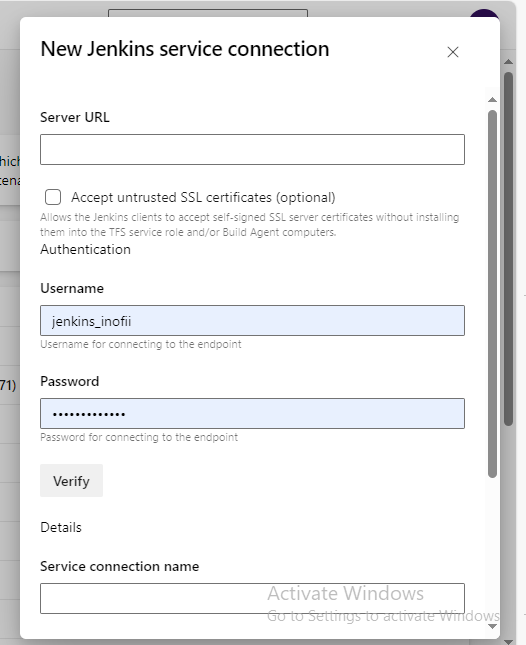 New Jenkins service connection
Server URL
Accept untrusted SSL certificates (optional)
Allows the Jenkins clients to accept self-signed SSL server certificates without installing
them into the TFS service role and/or Build Agent computers.
Authentication
Username
jenkins_inofii
Username for connecting to the endpoint
Password
•••••••••••••
71)
Password for connecting to the endpoint
Verify
Details
Service connection name
Activate Windows
Go to Settings to activate Windows